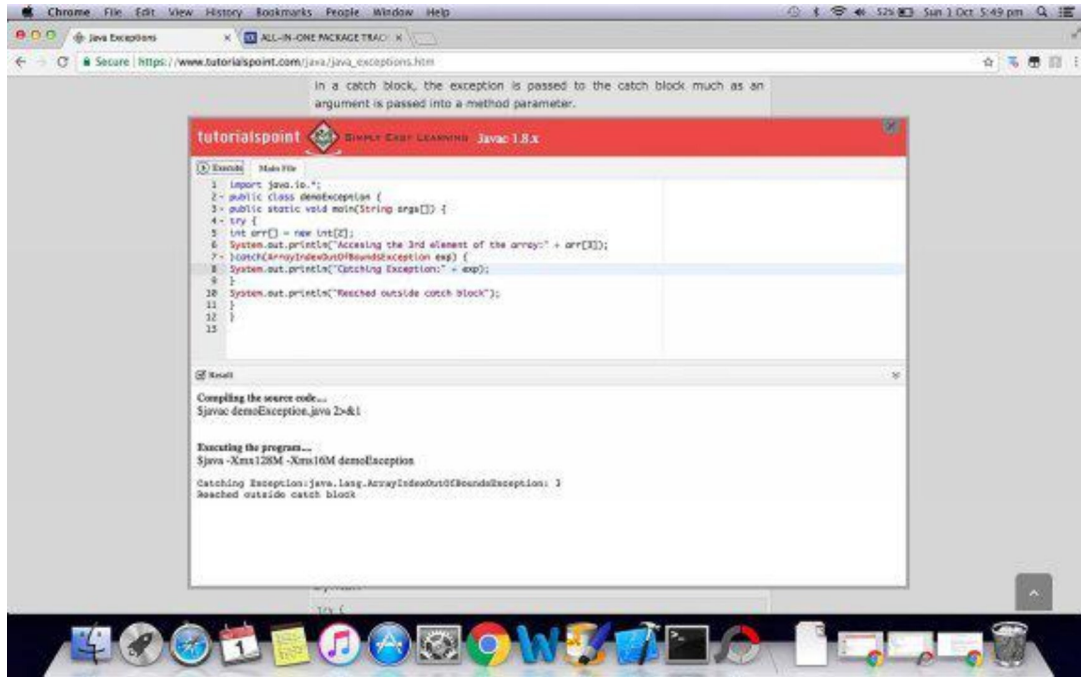 Chrome File Edit View History Bookmarks People Window Help 52% Sun 1 Oct 5:49 pm
Java Exceptions ALL-IN-ONE PACKAGE TRAC
Secure https://www.tutorialspoint.com/java/java_exceptions.htm
In a catch block, the exception is passed to the catch block much as an
argument is passed into a method parameter.
tutorialspoint SIMPLY EASY LEARNING Javac 1.8.x
Execute Main File
1 import java.io.*;
2 public class demoException {
3 public static void main(String args[]) {
4 try {
5 int arr[] = new int[2];
6 System.out.println("Accesing the 3rd element of the array:" + arr[3]);
7 }catch(ArrayIndexOutOfBoundsException exp) {
8 System.out.println("Catching Exception:" + exp);
9 }
10 System.out.println("Reached outside catch block");
11 }
12 }
13
Result
Compiling the source code....
$javac demoException.java 2>&1
Executing the program....
$java -Xmx128M -Xms16M demoException
Catching Exception:java.lang.ArrayIndexOutOfBoundsException: 3
Reached outside catch block
try {
1